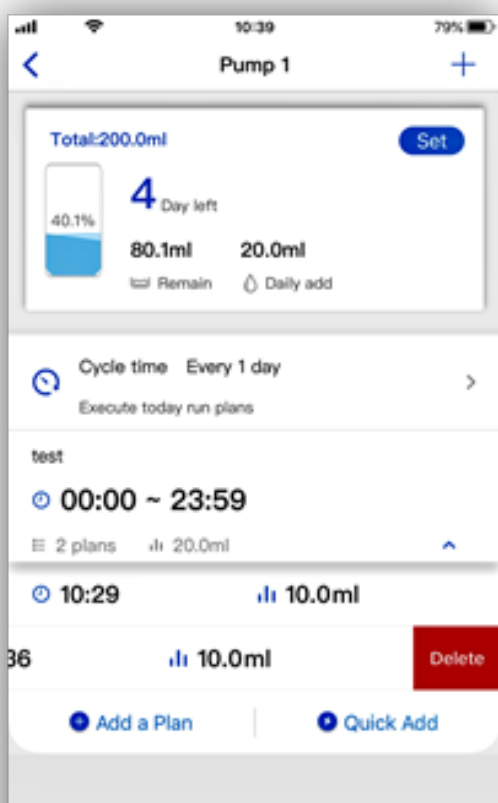 10:39
79%
Pump 1
Total:200.0ml
Set
40.1%
4 Day left
80.1ml 20.0ml
Remain Daily add
Cycle time Every 1 day
Execute today run plans
test
00:00 ~ 23:59
2 plans 20.0ml
10:29 10.0ml
36 10.0ml Delete
Add a Plan Quick Add